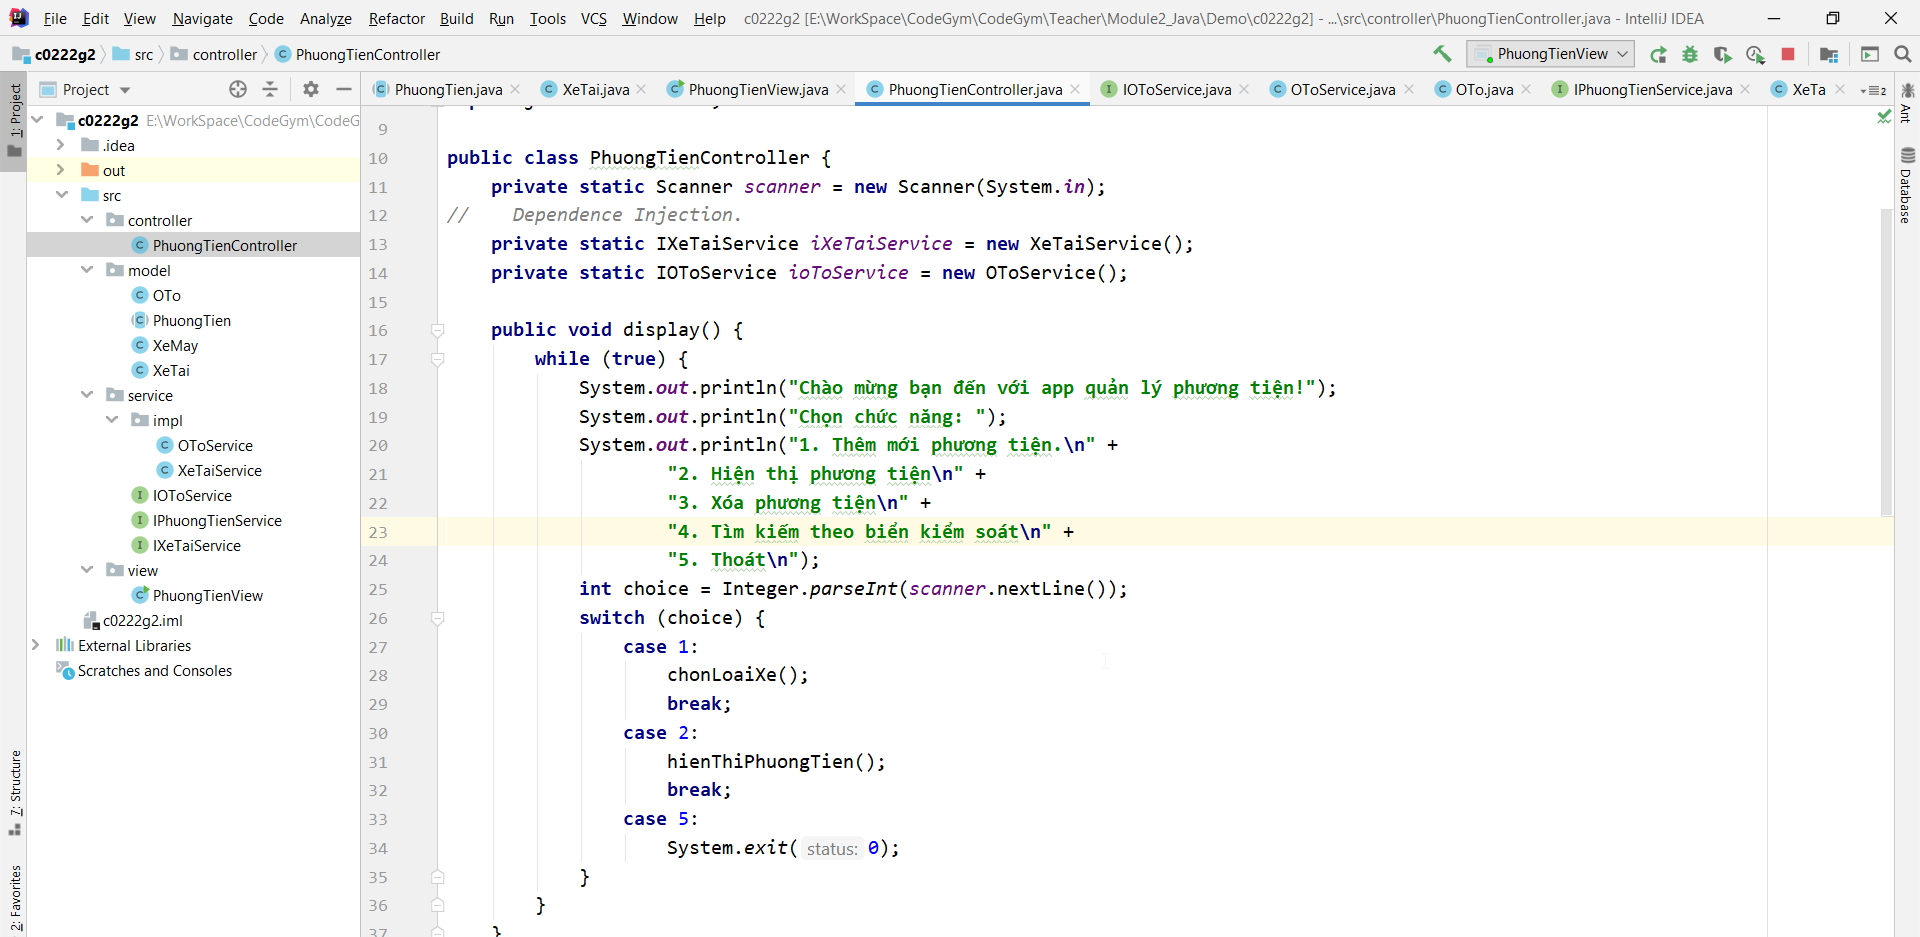 File Edit View Navigate Code Analyze Refactor Build Run Tools VCS Window Help c0222g2 [E:\WorkSpace\CodeGym\CodeGym\Teacher\Module2_Java\Demo\c0222g2] - ...\src\controller\PhuongTienController.java - IntelliJ IDEA
c0222g2 src controller PhuongTienController PhuongTienView
Project PhuongTien.java XeTai.java PhuongTienView.java PhuongTienController.java IOToService.java OToService.java OTo.java IPhuongTienService.java XeTa 2
1: Project
7: Structure
2: Favorites
Ant
Database
c0222g2 E:\WorkSpace\CodeGym\CodeG
.idea
out
src
controller
PhuongTienController
model
OTo
PhuongTien
XeMay
XeTai
service
impl
OToService
XeTaiService
IOToService
IPhuongTienService
IXeTaiService
view
PhuongTienView
c0222g2.iml
External Libraries
Scratches and Consoles
9
10 public class PhuongTienController {
11 private static Scanner scanner = new Scanner(System.in);
12 // Dependence Injection.
13 private static IXeTaiService iXeTaiService = new XeTaiService();
14 private static IOToService ioToService = new OToService();
15
16 public void display() {
17 while (true) {
18 System.out.println("Chào mừng bạn đến với app quản lý phương tiện!");
19 System.out.println("Chọn chức năng: ");
20 System.out.println("1. Thêm mới phương tiện.\n" +
21 "2. Hiện thị phương tiện\n" +
22 "3. Xóa phương tiện\n" +
23 "4. Tìm kiếm theo biển kiểm soát\n" +
24 "5. Thoát\n");
25 int choice = Integer.parseInt(scanner.nextLine());
26 switch (choice) {
27 case 1:
28 chonLoaiXe();
29 break;
30 case 2:
31 hienThiPhuongTien();
32 break;
33 case 5:
34 System.exit( status: 0);
35 }
36 }
37 }